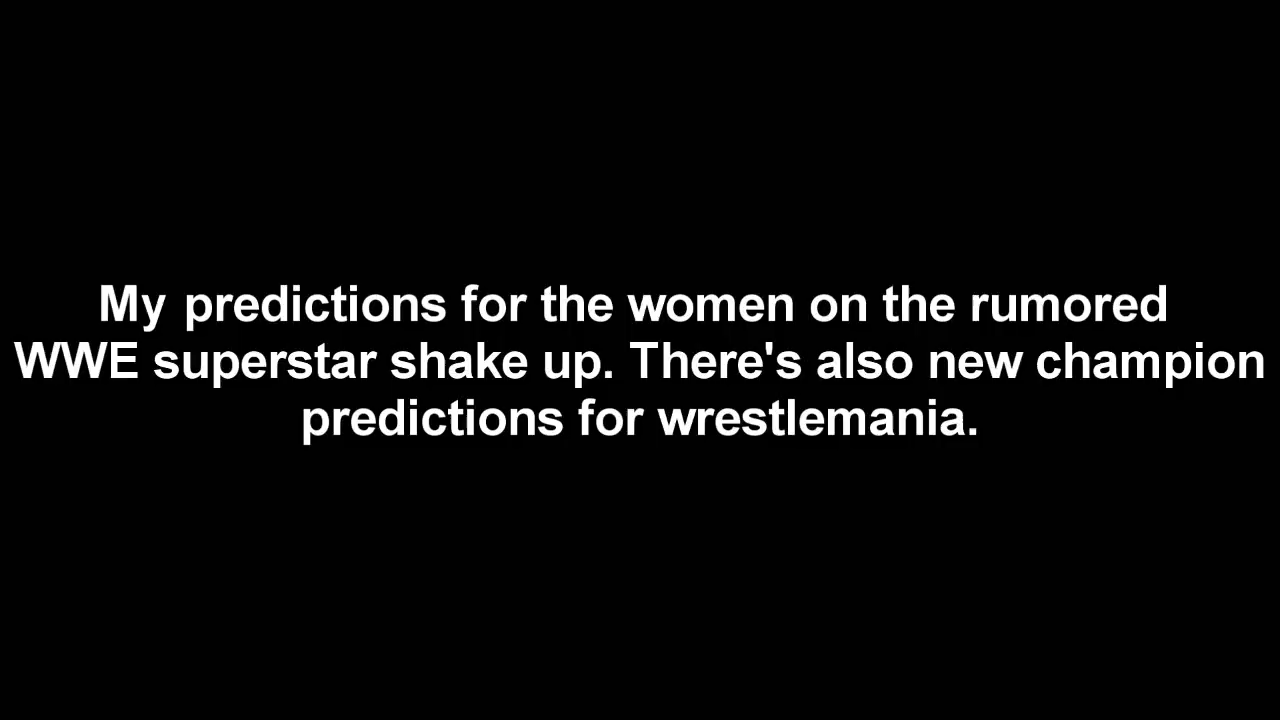 My predictions for the women on the rumored
WWE superstar shake up. There's also new champion
predictions for wrestlemania.